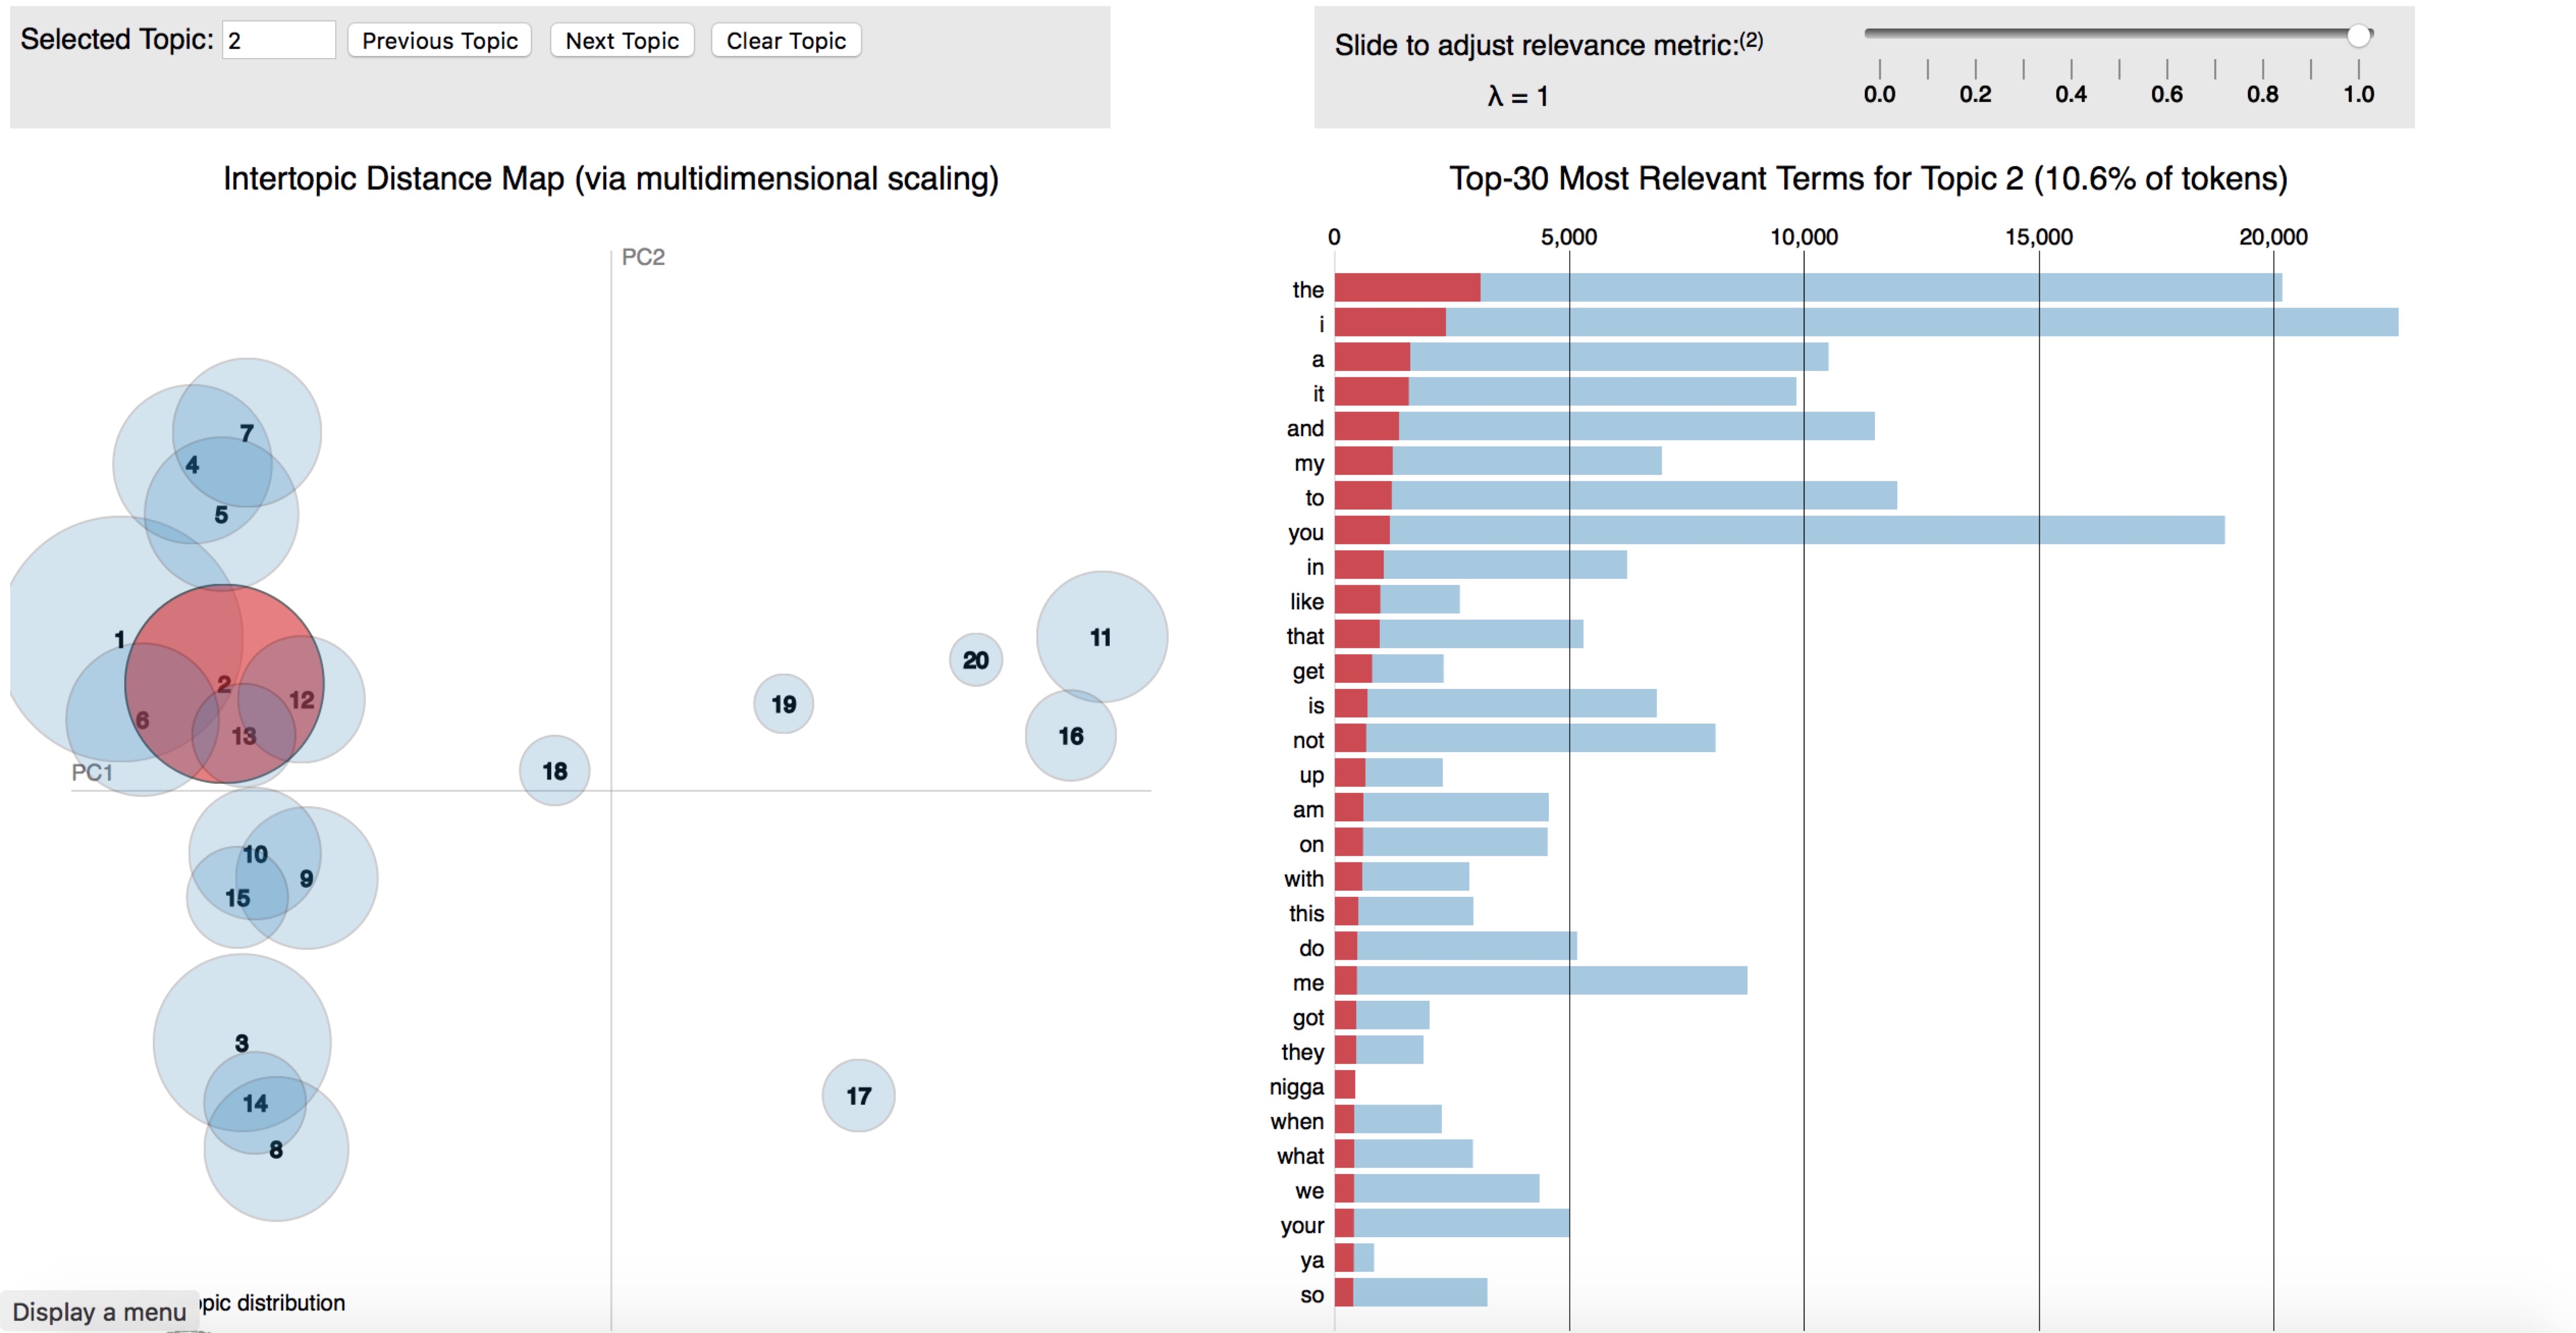 Selected Topic: 2 Previous Topic Next Topic Clear Topic
Slide to adjust relevance metric:(2)
λ = 1
0.0 0.2 0.4 0.6 0.8 1.0
Intertopic Distance Map (via multidimensional scaling)
PC2
7
4
5
1
2
12
6
13
PC1
11
20
19
16
18
10
9
15
3
14
8
17
Display a menu
opic distribution
Top-30 Most Relevant Terms for Topic 2 (10.6% of tokens)
0 5,000 10,000 15,000 20,000
the
i
a
it
and
my
to
you
in
like
that
get
is
not
up
am
on
with
this
do
me
got
they
nigga
when
what
we
your
ya
so